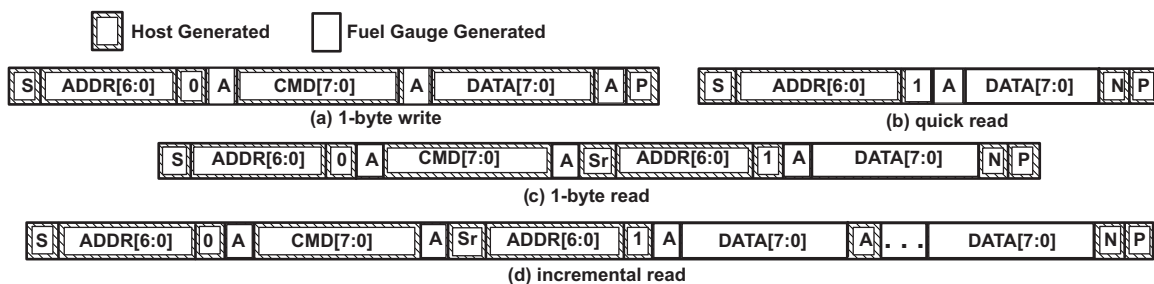 Host Generated Fuel Gauge Generated
S ADDR[6:0] 0 A CMD[7:0] A DATA[7:0] A P S ADDR[6:0] 1 A DATA[7:0] N P
(a) 1-byte write (b) quick read
S ADDR[6:0] 0 A CMD[7:0] A Sr ADDR[6:0] 1 A DATA[7:0] N P
(c) 1-byte read
S ADDR[6:0] 0 A CMD[7:0] A Sr ADDR[6:0] 1 A DATA[7:0] A ... DATA[7:0] N P
(d) incremental read